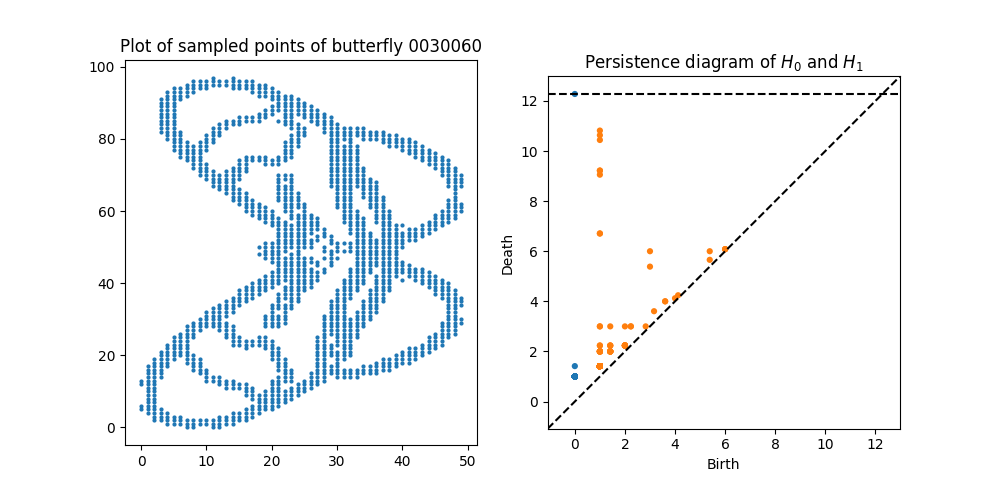 Plot of sampled points of butterfly 0030060
100
80
60
40
20
0
0 10 20 30 40 50
Persistence diagram of H₀ and H₁
12
10
8
6
4
2
0
Death
0 2 4 6 8 10 12
Birth